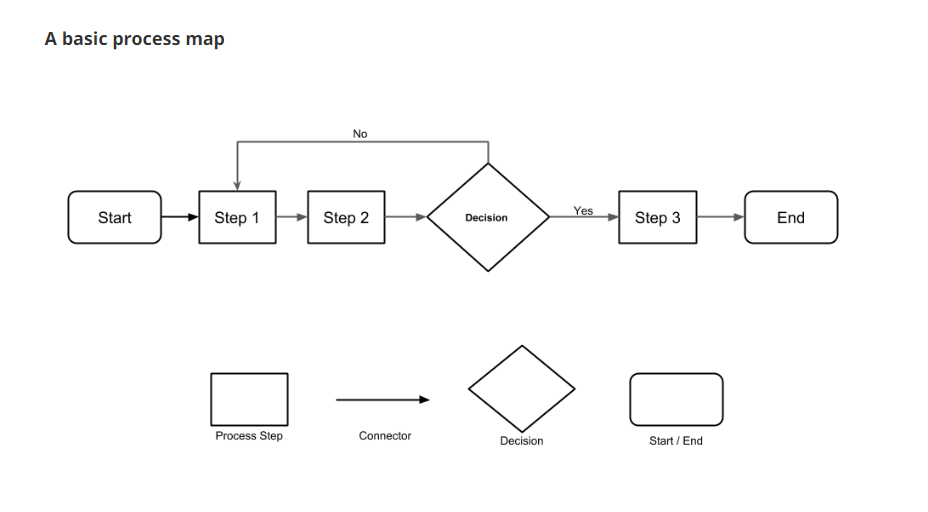 A basic process map
No
Start
Step 1
Step 2
Decision
Yes
Step 3
End
Process Step
Connector
Decision
Start / End